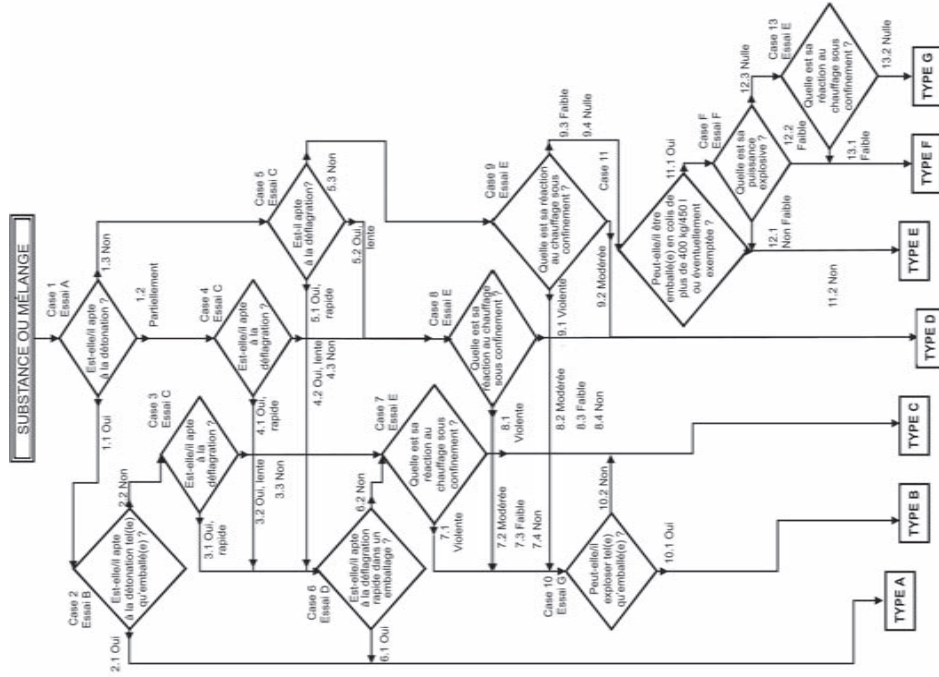 SUBSTANCE OU MÉLANGE
Case 1
Essai A
Est-elle/il apte
à la détonation ?
1.1 Oui
1.2
Partiellement
1.3 Non
Case 2
Essai B
Est-elle/il apte
à la détonation tel(le)
qu'emballé(e) ?
2.1 Oui
2.2 Non
Case 3
Essai C
Est-elle/il apte
à la
déflagration ?
3.1 Oui,
rapide
3.2 Oui, lente
3.3 Non
Case 4
Essai C
Est-elle/il apte
à la
déflagration ?
4.1 Oui,
rapide
4.2 Oui, lente
4.3 Non
Case 5
Essai C
Est-il apte
à la déflagration?
5.1 Oui,
rapide
5.2 Oui,
lente
5.3 Non
Case 6
Essai D
Est-elle/il apte
à la déflagration
rapide dans un
emballage ?
6.1 Oui
6.2 Non
Case 7
Essai E
Quelle est sa
réaction au
chauffage sous
confinement ?
7.1
Violente
7.2 Modérée
7.3 Faible
7.4 Non
Case 8
Essai E
Quelle est sa
réaction au chauffage
sous confinement ?
8.1
Violente
8.2 Modérée
8.3 Faible
8.4 Non
Case 9
Essai E
Quelle est sa réaction
au chauffage sous
confinement ?
9.1 Violente
9.2 Modérée
9.3 Faible
9.4 Nulle
Case 10
Essai G
Peut-elle/il
exploser tel(e)
qu'emballé(e) ?
10.1 Oui
10.2 Non
Case 11
Peut-elle/il être
emballé(e) en colis de
plus de 400 kg/450 l
ou éventuellement
exemptée ?
11.1 Oui
11.2 Non
Case F
Essai F
Quelle est sa
puissance
explosive ?
12.1
Non Faible
12.2
Faible
12.3 Nulle
Case 13
Essai E
Quelle est sa
réaction au
chauffage sous
confinement ?
13.1
Faible
13.2 Nulle
TYPE A
TYPE B
TYPE C
TYPE D
TYPE E
TYPE F
TYPE G